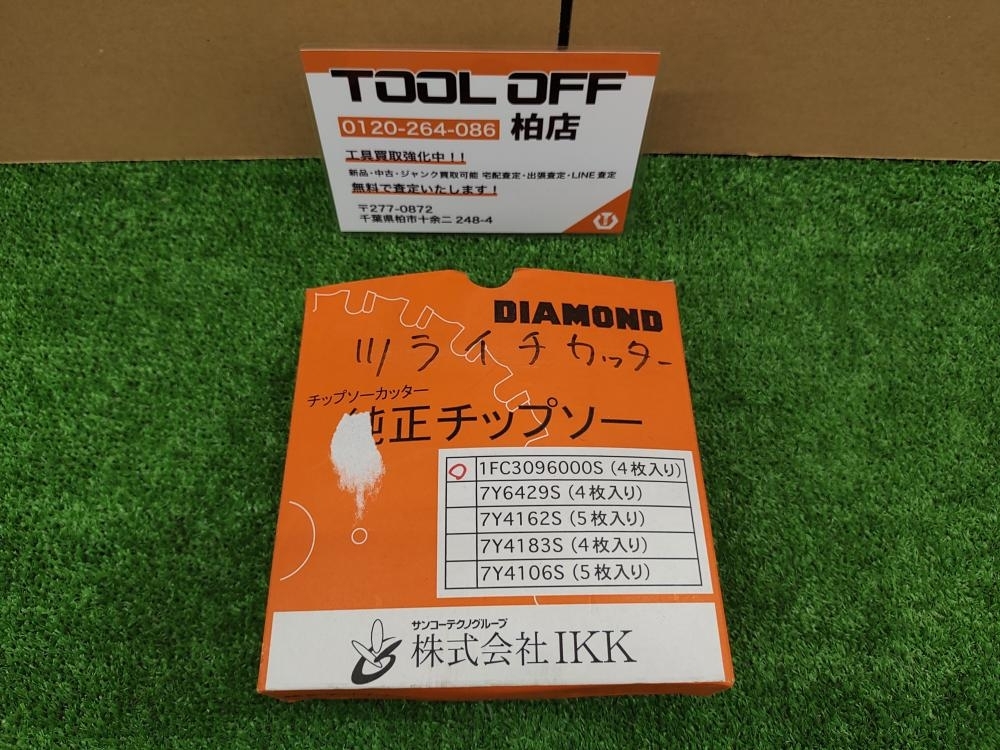 TOOL OFF
0120-264-086 柏店
工具買取強化中!!
新品・中古・ジャンク買取可能 宅配査定・出張査定・LINE査定
無料で査定いたします!
〒277-0872
千葉県柏市十余二 248-4
DIAMOND
ツライチカッター
チップソーカッター
純正チップソー
1FC3096000S (4枚入り)
7Y6429S (4枚入り)
7Y4162S (5枚入り)
7Y4183S (4枚入り)
7Y4106S (5枚入り)
サンコーテクノグループ
株式会社 IKK